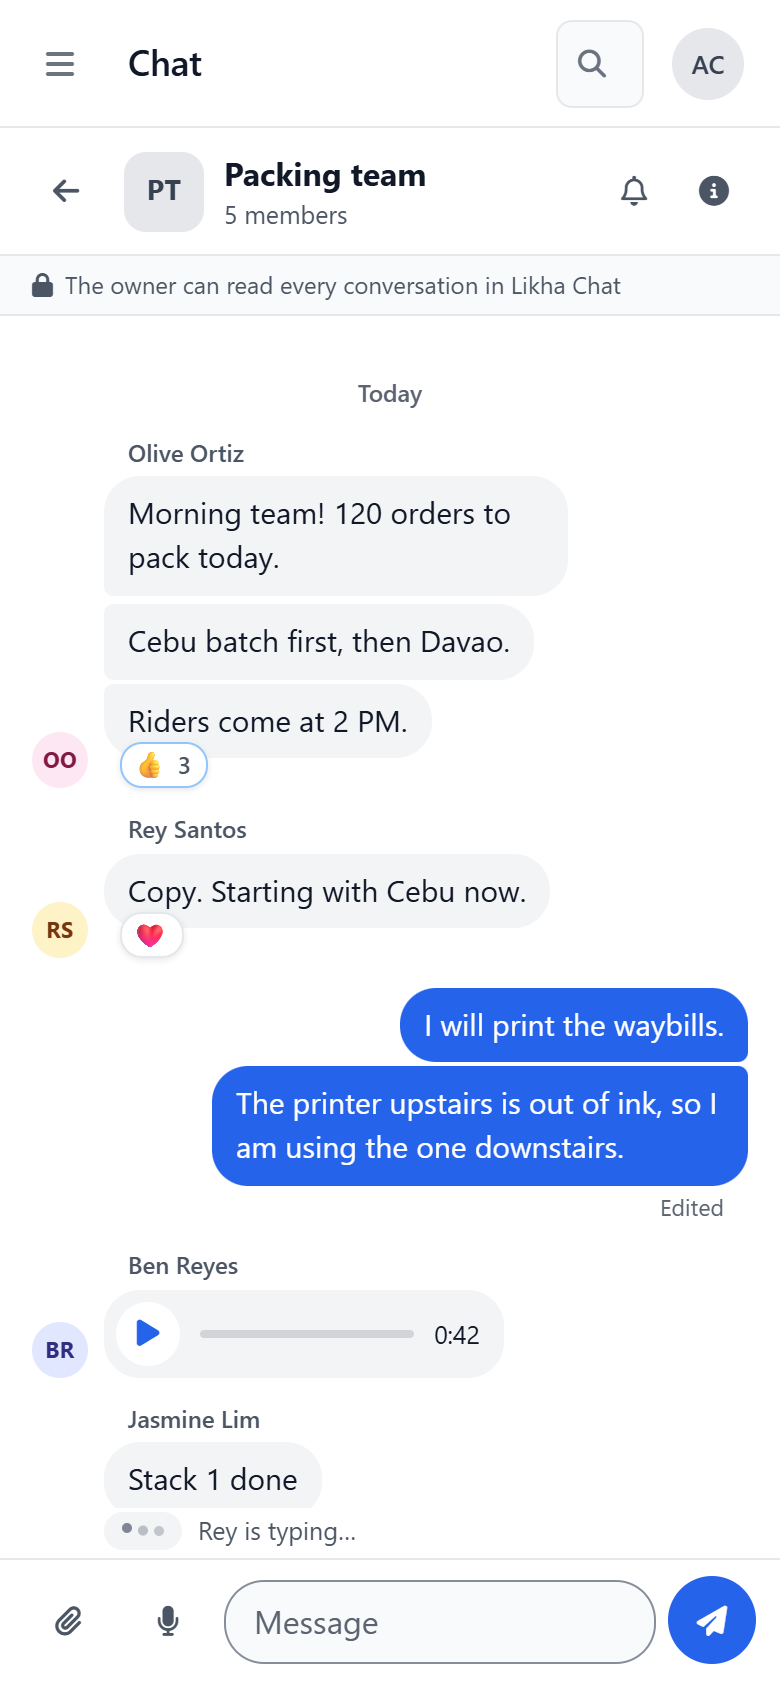 Chat
AC
PT
Packing team
5 members
The owner can read every conversation in Likha Chat
Today
Olive Ortiz
Morning team! 120 orders to
pack today.
Cebu batch first, then Davao.
Riders come at 2 PM.
OO
👍 3
Rey Santos
Copy. Starting with Cebu now.
RS
❤️
I will print the waybills.
The printer upstairs is out of ink, so I
am using the one downstairs.
Edited
Ben Reyes
BR
0:42
Jasmine Lim
Stack 1 done
Rey is typing...
Message